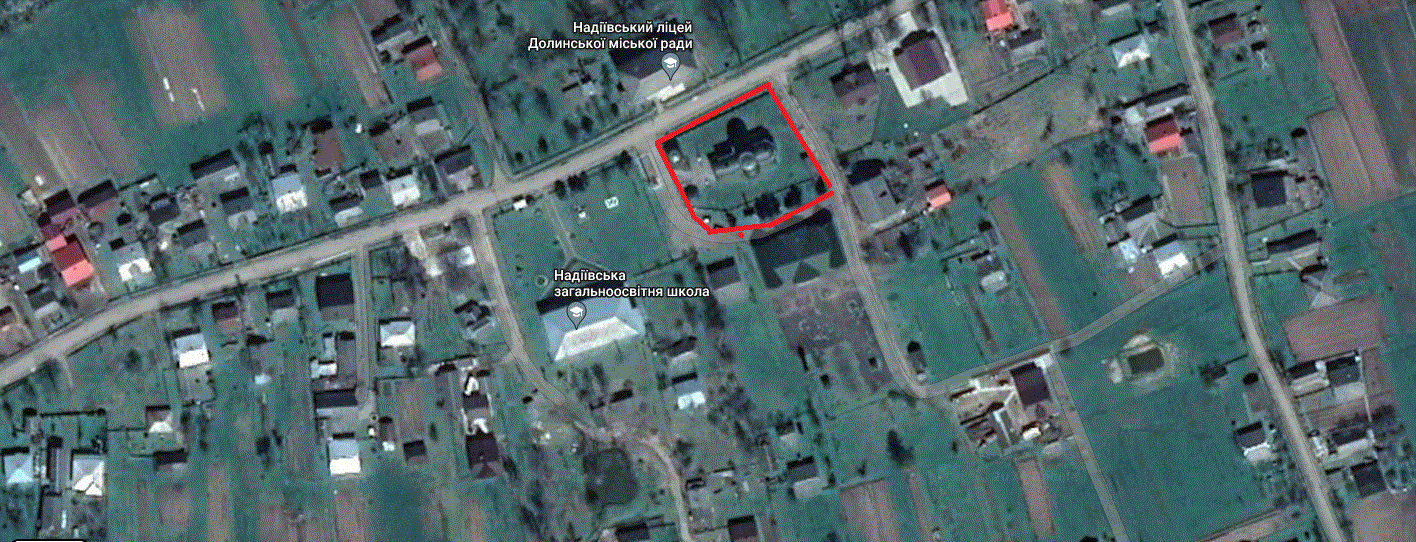 Надіївський ліцей
Долинської міської ради
Надіївська
загальноосвітня школа